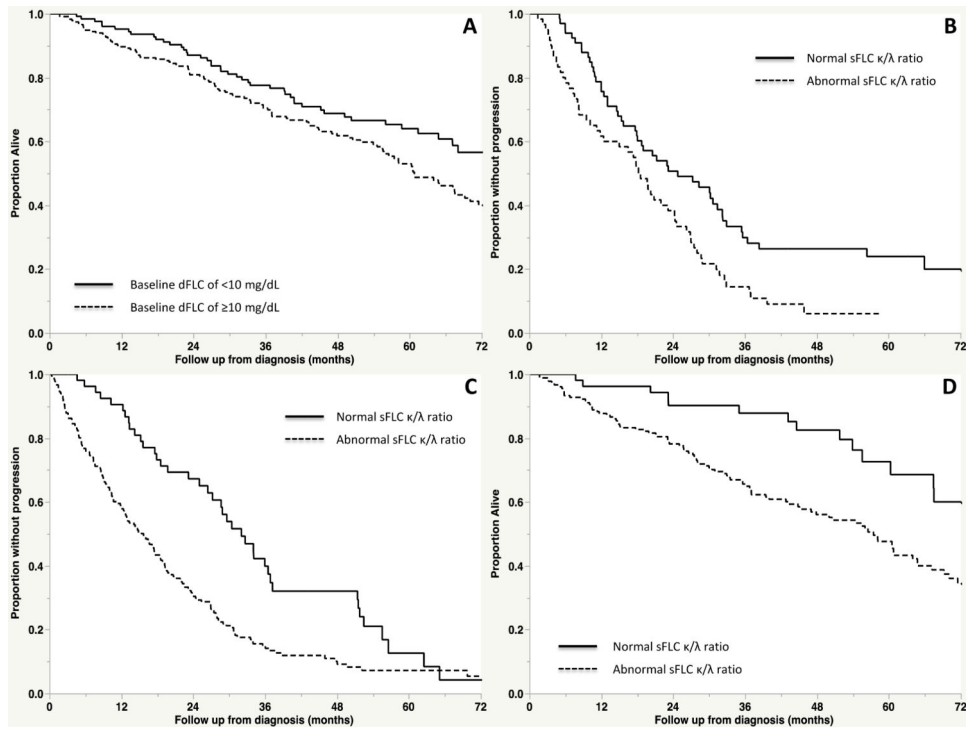 A
Proportion Alive
1.0
0.8
0.6
0.4
0.2
0.0
Baseline dFLC of <10 mg/dL
Baseline dFLC of ≥10 mg/dL
0 12 24 36 48 60 72
Follow up from diagnosis (months)
B
Proportion without progression
1.0
0.8
0.6
0.4
0.2
0.0
Normal sFLC κ/λ ratio
Abnormal sFLC κ/λ ratio
0 12 24 36 48 60 72
Follow up from diagnosis (months)
C
Proportion without progression
1.0
0.8
0.6
0.4
0.2
0.0
Normal sFLC κ/λ ratio
Abnormal sFLC κ/λ ratio
0 12 24 36 48 60 72
Follow up from diagnosis (months)
D
Proportion Alive
1.0
0.8
0.6
0.4
0.2
0.0
Normal sFLC κ/λ ratio
Abnormal sFLC κ/λ ratio
0 12 24 36 48 60 72
Follow up from diagnosis (months)